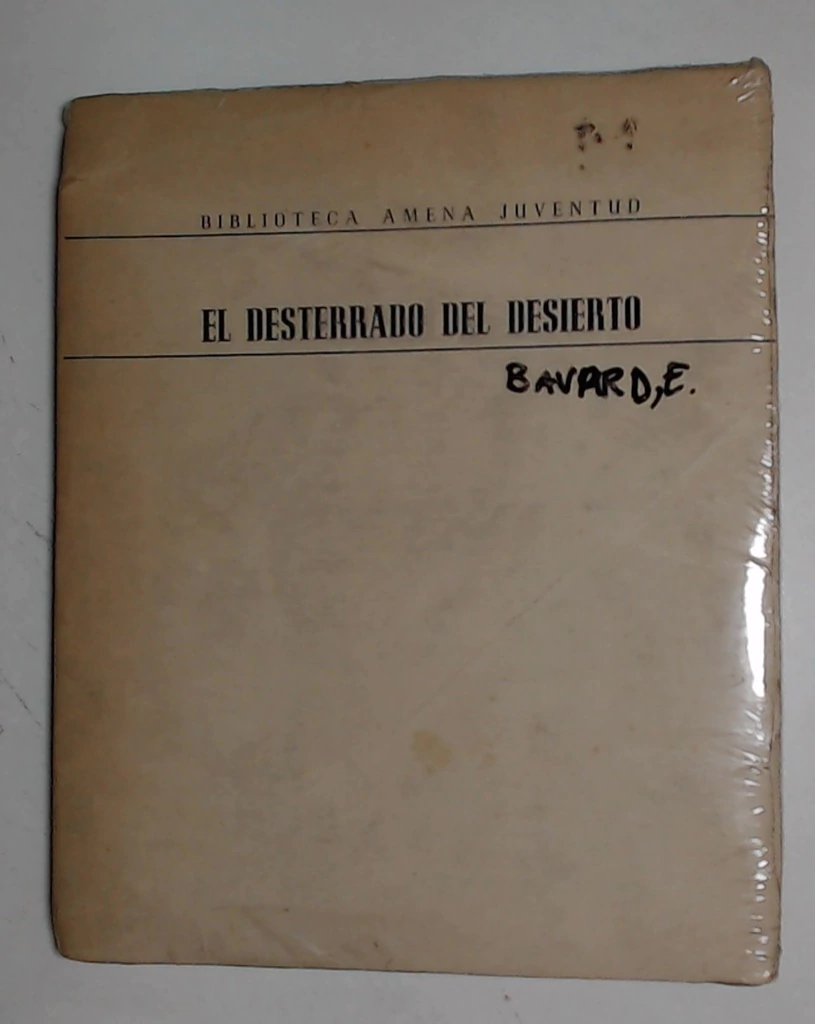 BIBLIOTECA AMENA JUVENTUD
EL DESTERRADO DEL DESIERTO
BAVARD, E.